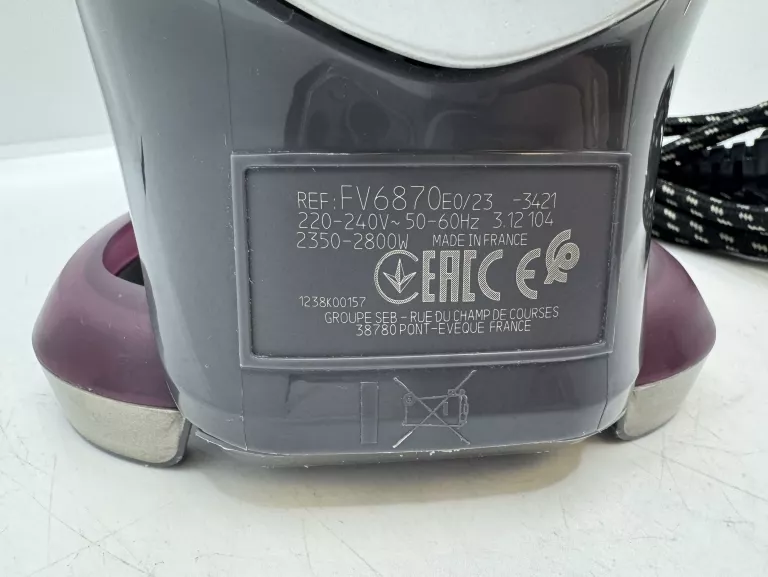 REF: FV6870E0/23 -3421
220-240V~ 50-60Hz 3.12 104
2350-2800W MADE IN FRANCE
EAC CE
1238K00157
GROUPE SEB - RUE DU CHAMP DE COURSES
38780 PONT-EVEQUE FRANCE